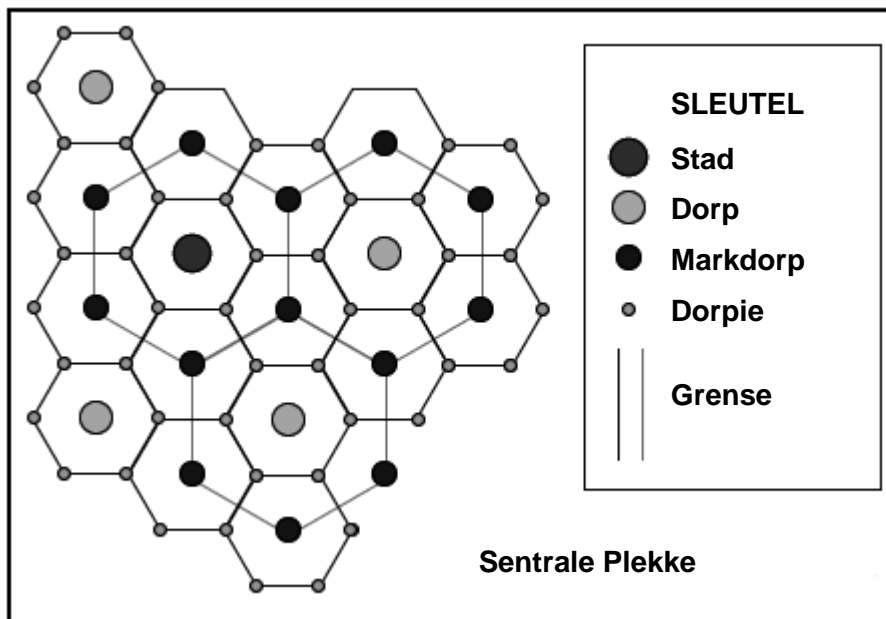 SLEUTEL
Stad
Dorp
Markdorp
Dorpie
Grense
Sentrale Plekke